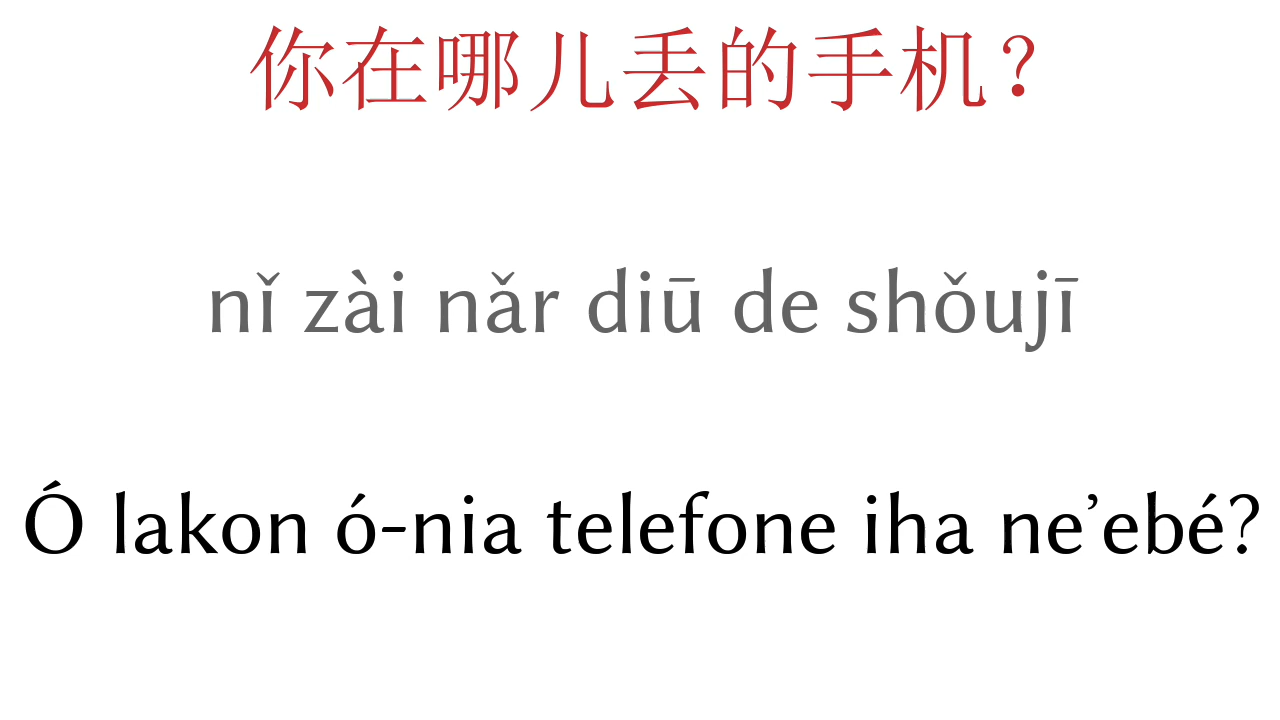 你在哪儿丢的手机？
nǐ zài nǎr diū de shǒujī
Ó lakon ó-nia telefone iha ne’ebé?